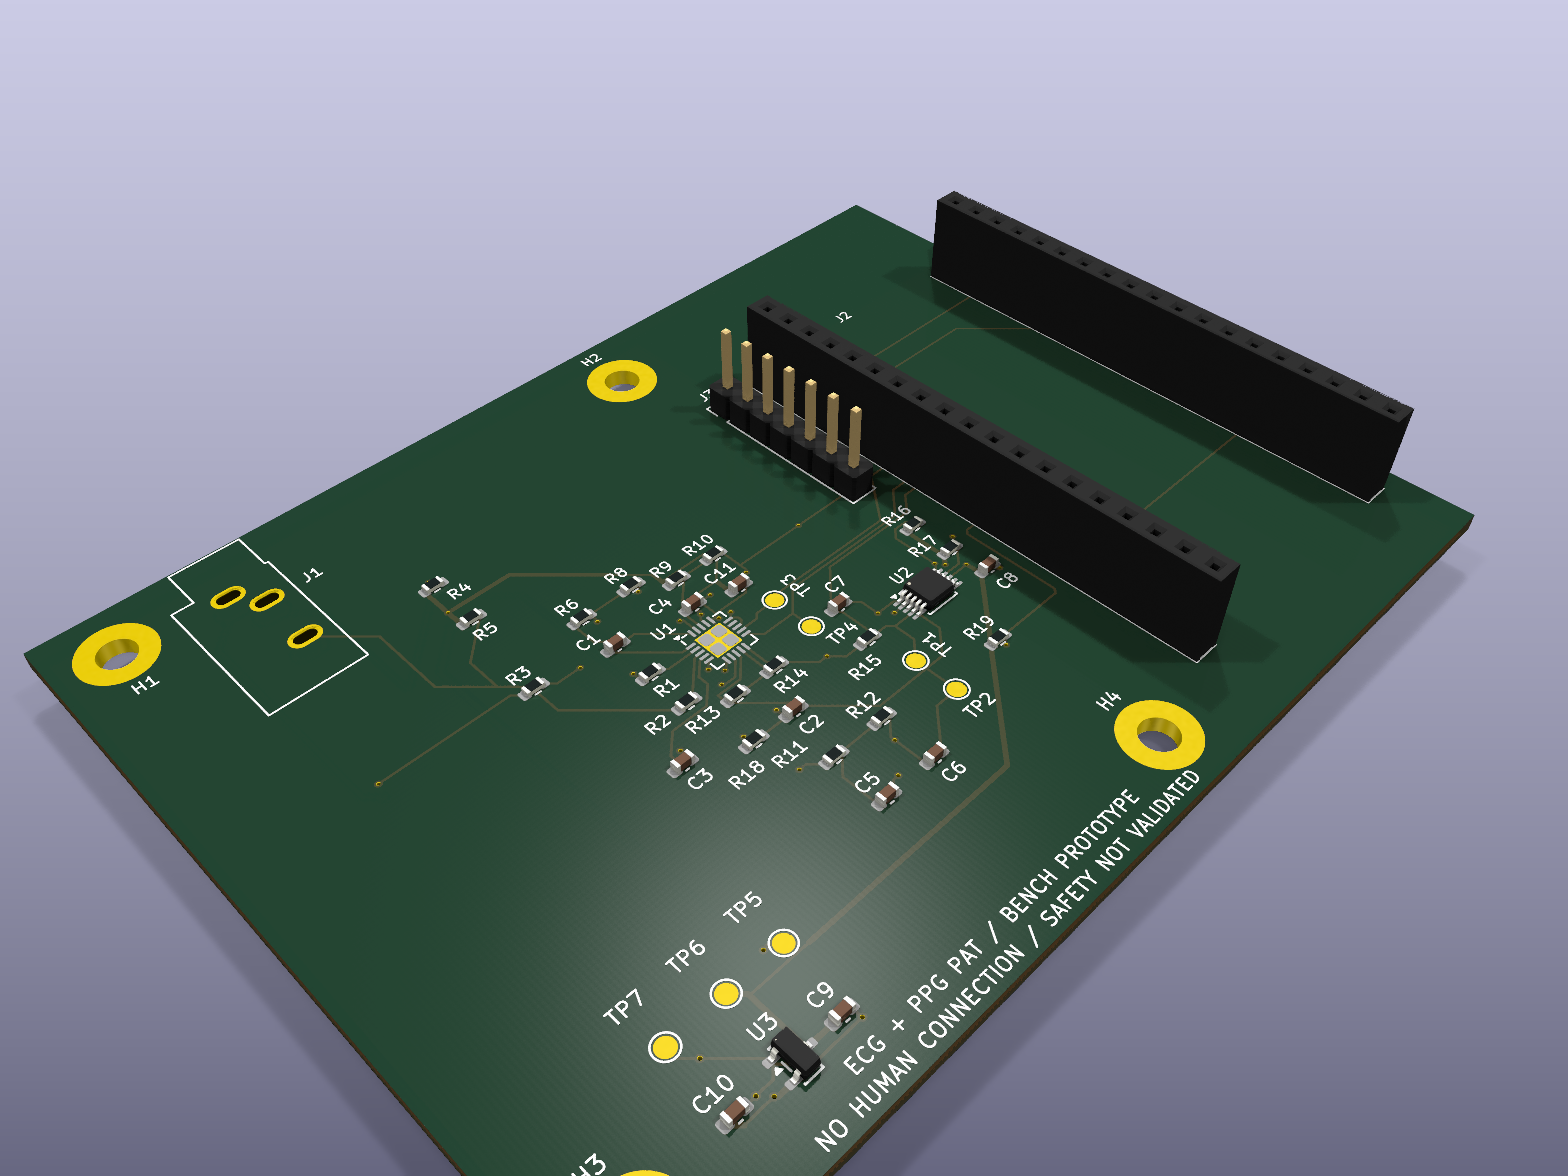 J2
H2
J1
H1
R4
R5
R3
R6
R8
R9
R10
C11
C4
C1
U1
R1
R2
R13
R14
C3
R18
C2
R11
R12
R15
TP3
TP4
C7
U2
R16
R17
C8
R19
TP1
TP2
H4
C5
C6
TP5
TP6
TP7
U3
C9
C10
H3
ECG + PPG PAT / BENCH PROTOTYPE
NO HUMAN CONNECTION / SAFETY NOT VALIDATED